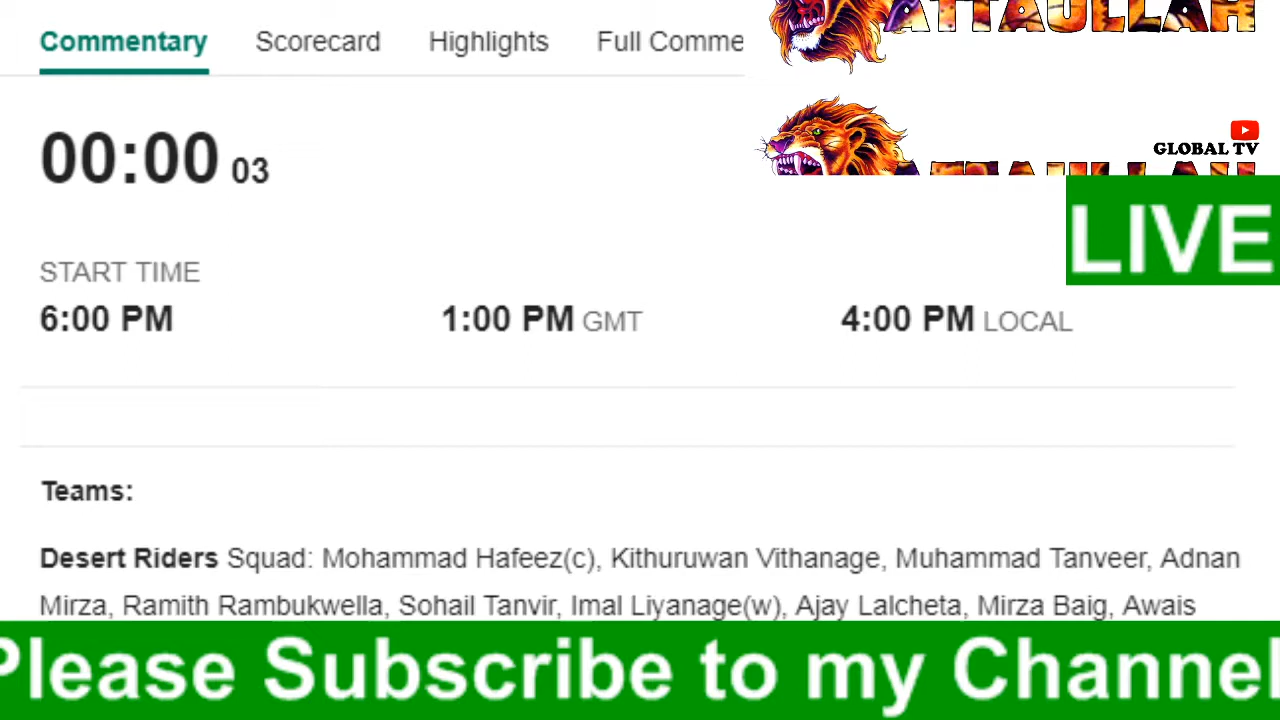 Commentary Scorecard Highlights Full Comme
ATTAULLAH
00:00 03
GLOBAL TV
ATTAULLAH
LIVE
START TIME
6:00 PM 1:00 PM GMT 4:00 PM LOCAL
Teams:
Desert Riders Squad: Mohammad Hafeez(c), Kithuruwan Vithanage, Muhammad Tanveer, Adnan
Mirza, Ramith Rambukwella, Sohail Tanvir, Imal Liyanage(w), Ajay Lalcheta, Mirza Baig, Awais
Please Subscribe to my Channel